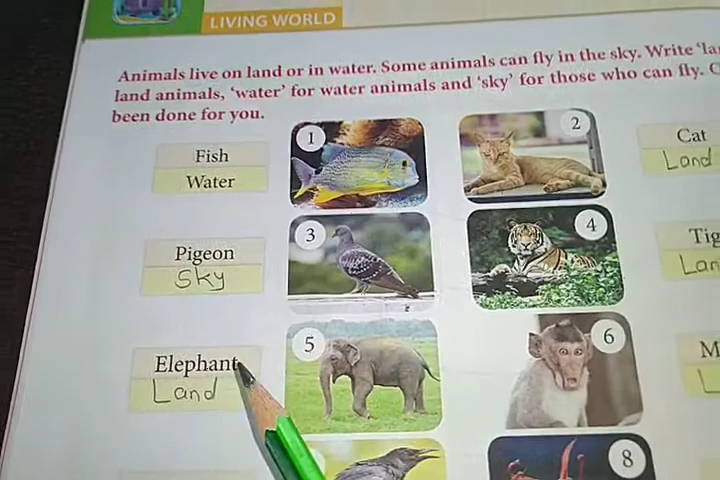 LIVING WORLD
Animals live on land or in water. Some animals can fly in the sky. Write
land animals, 'water' for water animals and 'sky' for those who can fly.
been done for you.
Fish
Water
1
2
Cat
Land
Pigeon
Sky
3
4
Elephant
Land
5
6
8